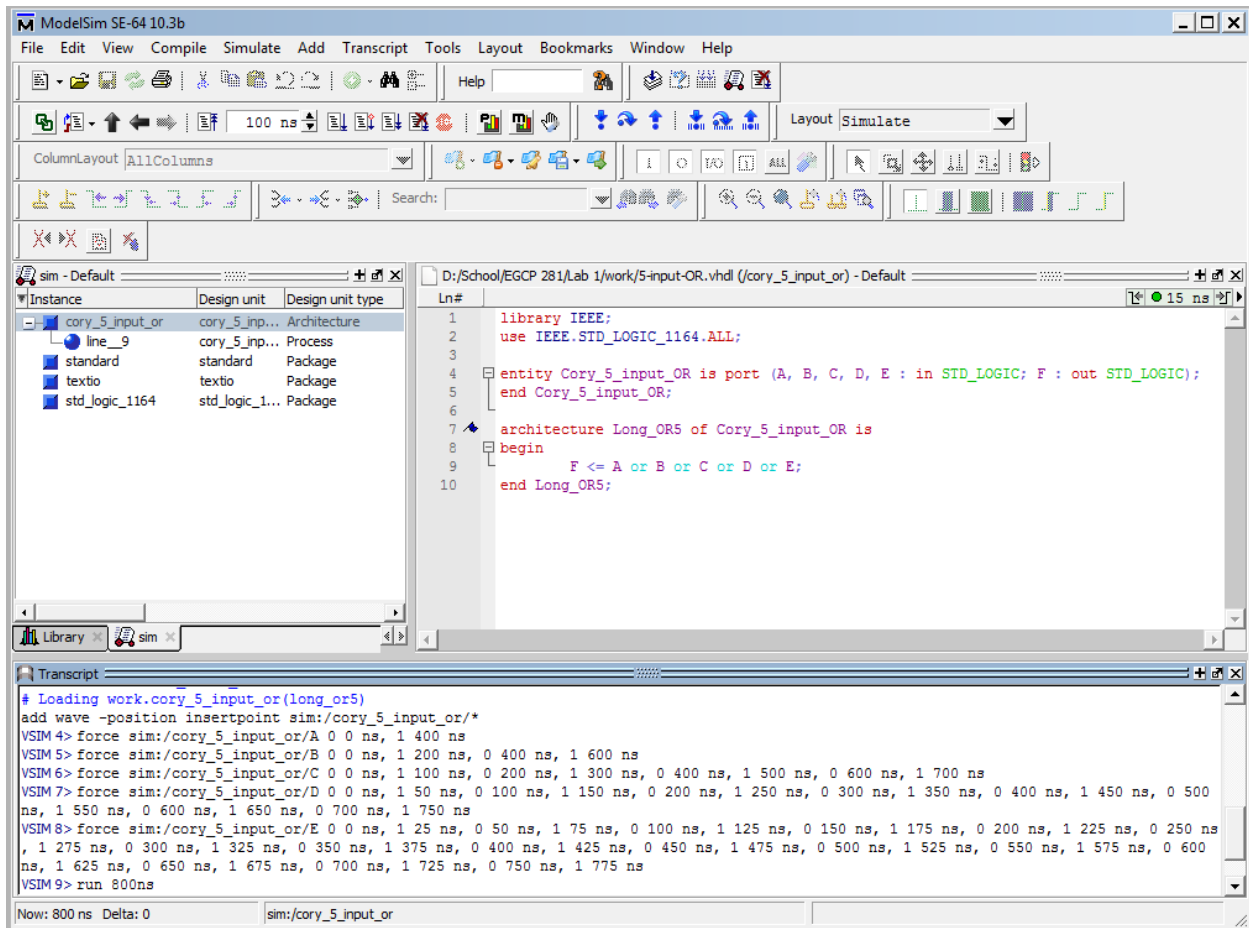 ModelSim SE-64 10.3b
File Edit View Compile Simulate Add Transcript Tools Layout Bookmarks Window Help
Help
100 ns
Layout Simulate
ColumnLayout AllColumns
I O I/O ALL
Search:
sim - Default
Instance Design unit Design unit type
cory_5_input_or cory_5_inp... Architecture
line__9 cory_5_inp... Process
standard standard Package
textio textio Package
std_logic_1164 std_logic_1... Package
Library sim
D:/School/EGCP 281/Lab 1/work/5-input-OR.vhdl (/cory_5_input_or) - Default
Ln# 15 ns
1 library IEEE;
2 use IEEE.STD_LOGIC_1164.ALL;
3
4 entity Cory_5_input_OR is port (A, B, C, D, E : in STD_LOGIC; F : out STD_LOGIC);
5 end Cory_5_input_OR;
6
7 architecture Long_OR5 of Cory_5_input_OR is
8 begin
9 F <= A or B or C or D or E;
10 end Long_OR5;
Transcript
# Loading work.cory_5_input_or(long_or5)
add wave -position insertpoint sim:/cory_5_input_or/*
VSIM 4> force sim:/cory_5_input_or/A 0 0 ns, 1 400 ns
VSIM 5> force sim:/cory_5_input_or/B 0 0 ns, 1 200 ns, 0 400 ns, 1 600 ns
VSIM 6> force sim:/cory_5_input_or/C 0 0 ns, 1 100 ns, 0 200 ns, 1 300 ns, 0 400 ns, 1 500 ns, 0 600 ns, 1 700 ns
VSIM 7> force sim:/cory_5_input_or/D 0 0 ns, 1 50 ns, 0 100 ns, 1 150 ns, 0 200 ns, 1 250 ns, 0 300 ns, 1 350 ns, 0 400 ns, 1 450 ns, 0 500
ns, 1 550 ns, 0 600 ns, 1 650 ns, 0 700 ns, 1 750 ns
VSIM 8> force sim:/cory_5_input_or/E 0 0 ns, 1 25 ns, 0 50 ns, 1 75 ns, 0 100 ns, 1 125 ns, 0 150 ns, 1 175 ns, 0 200 ns, 1 225 ns, 0 250 ns
, 1 275 ns, 0 300 ns, 1 325 ns, 0 350 ns, 1 375 ns, 0 400 ns, 1 425 ns, 0 450 ns, 1 475 ns, 0 500 ns, 1 525 ns, 0 550 ns, 1 575 ns, 0 600
ns, 1 625 ns, 0 650 ns, 1 675 ns, 0 700 ns, 1 725 ns, 0 750 ns, 1 775 ns
VSIM 9> run 800ns
Now: 800 ns Delta: 0 sim:/cory_5_input_or